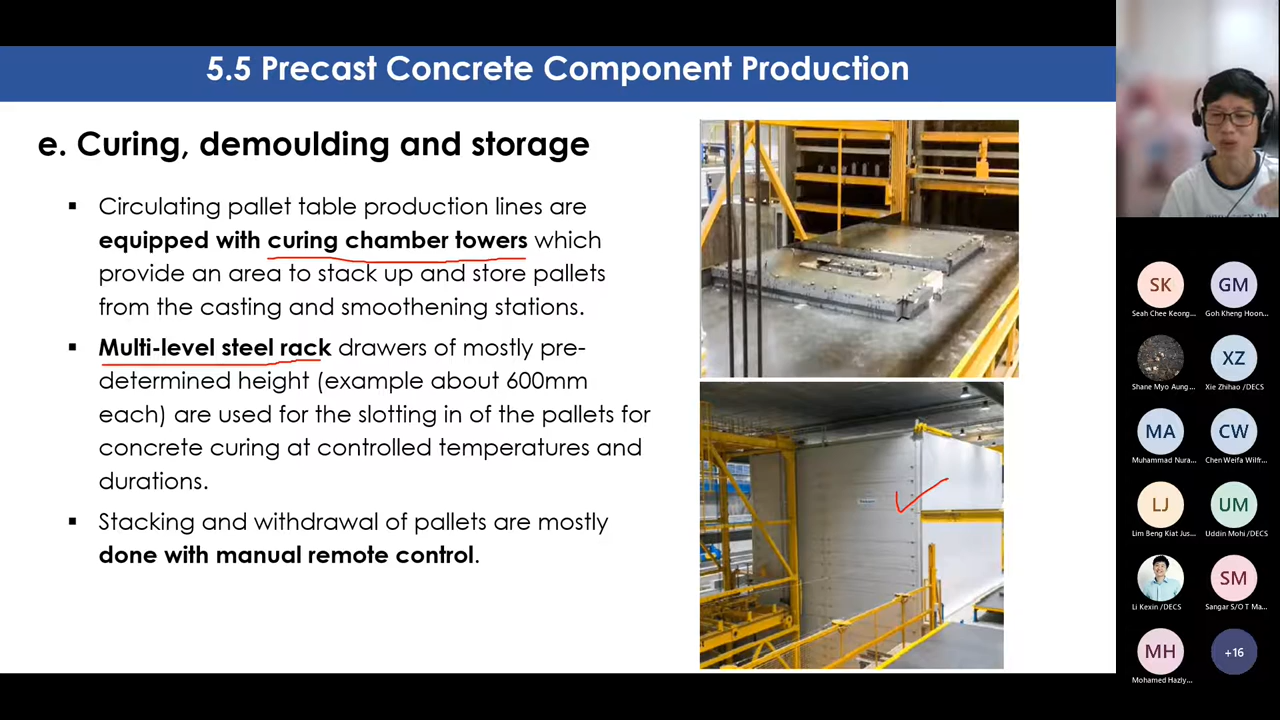 5.5 Precast Concrete Component Production
e. Curing, demoulding and storage
▪ Circulating pallet table production lines are
equipped with curing chamber towers which
provide an area to stack up and store pallets
from the casting and smoothening stations.
▪ Multi-level steel rack drawers of mostly pre-
determined height (example about 600mm
each) are used for the slotting in of the pallets for
concrete curing at controlled temperatures and
durations.
▪ Stacking and withdrawal of pallets are mostly
done with manual remote control.
SK
GM
Seah Chee Keong...
Goh Kheng Hoon...
XZ
Shane Myo Aung...
Xie Zhihao /DECS
MA
CW
Muhammad Nura...
Chen Weifa Wilfr...
LJ
UM
Lim Beng Kiat Jus...
Uddin Mohi /DECS
SM
Li Kexin /DECS
Sangar S/O T Ma...
MH
+16
Mohamed Hazly...